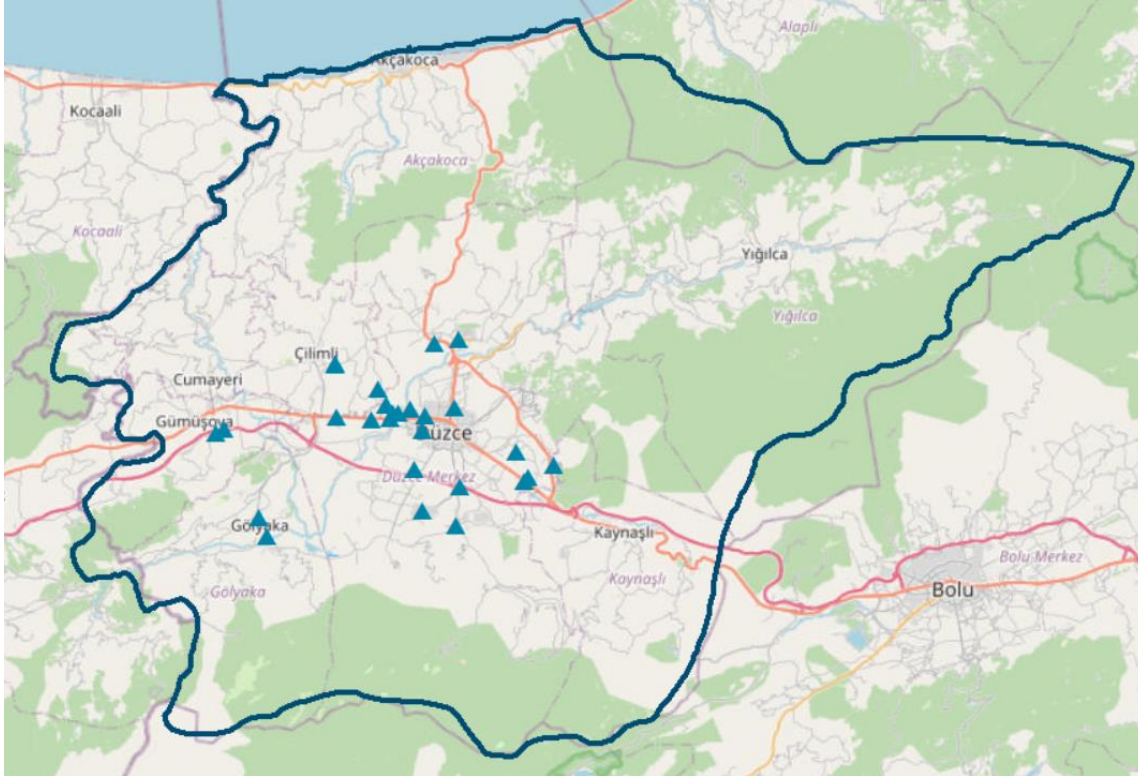 Alaplı
Akçakoca
Kocaali
Akçakoca
Kocaali
Yığılca
Yığılca
Çilimli
Cumayeri
Gümüşova
Düzce
Düzce Merkez
Gölyaka
Kaynaşlı
Bolu Merkez
Kaynaşlı
Gölyaka
Bolu